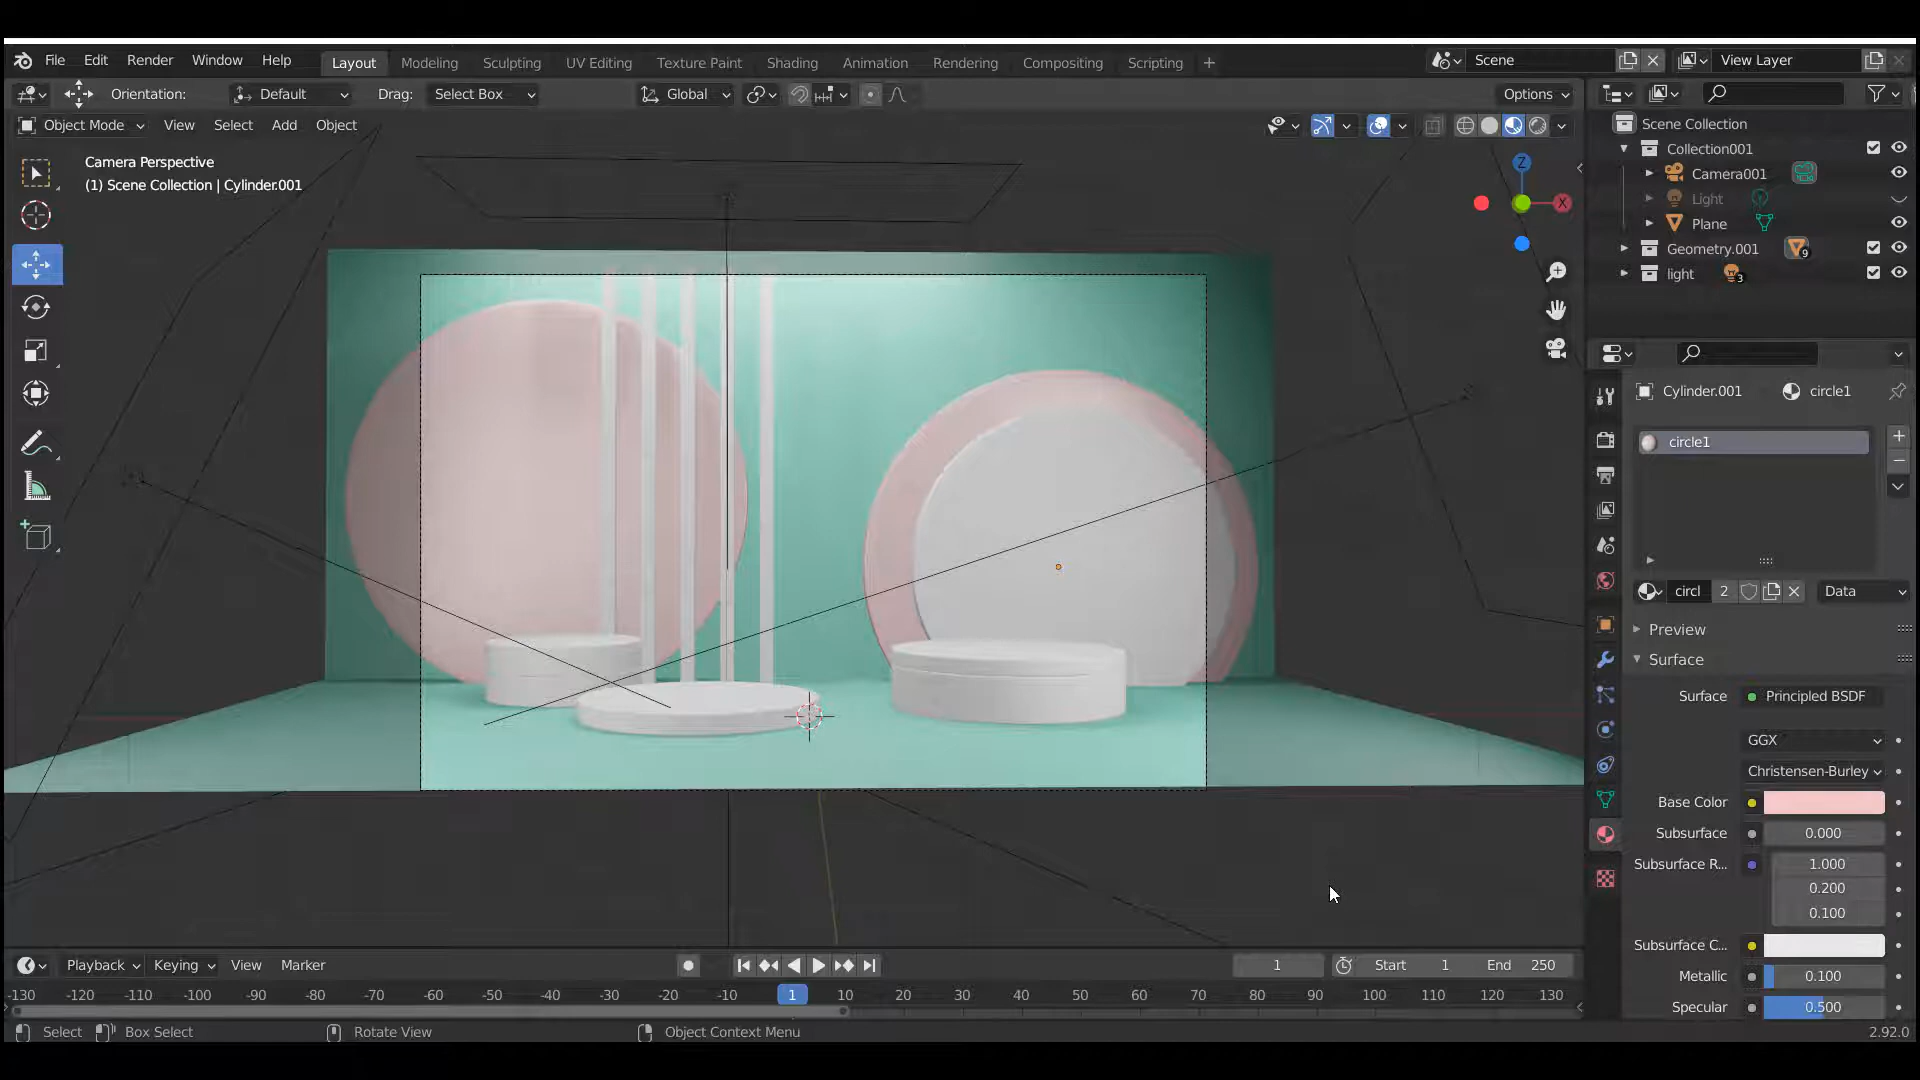 File Edit Render Window Help Layout Modeling Sculpting UV Editing Texture Paint Shading Animation Rendering Compositing Scripting + Scene View Layer
Orientation: Default Drag: Select Box Global Options
Object Mode View Select Add Object
Camera Perspective
(1) Scene Collection | Cylinder.001
Z
X
Scene Collection
Collection001
Camera001
Light
Plane
Geometry.001 9
light 3
Cylinder.001 circle1
circle1
circl 2 Data
Preview
Surface
Surface Principled BSDF
GGX
Christensen-Burley
Base Color
Subsurface 0.000
Subsurface R... 1.000
0.200
0.100
Subsurface C...
Metallic 0.100
Specular 0.500
Playback Keying View Marker 1 Start 1 End 250
-130 -120 -110 -100 -90 -80 -70 -60 -50 -40 -30 -20 -10 1 10 20 30 40 50 60 70 80 90 100 110 120 130
Select Box Select Rotate View Object Context Menu 2.92.0